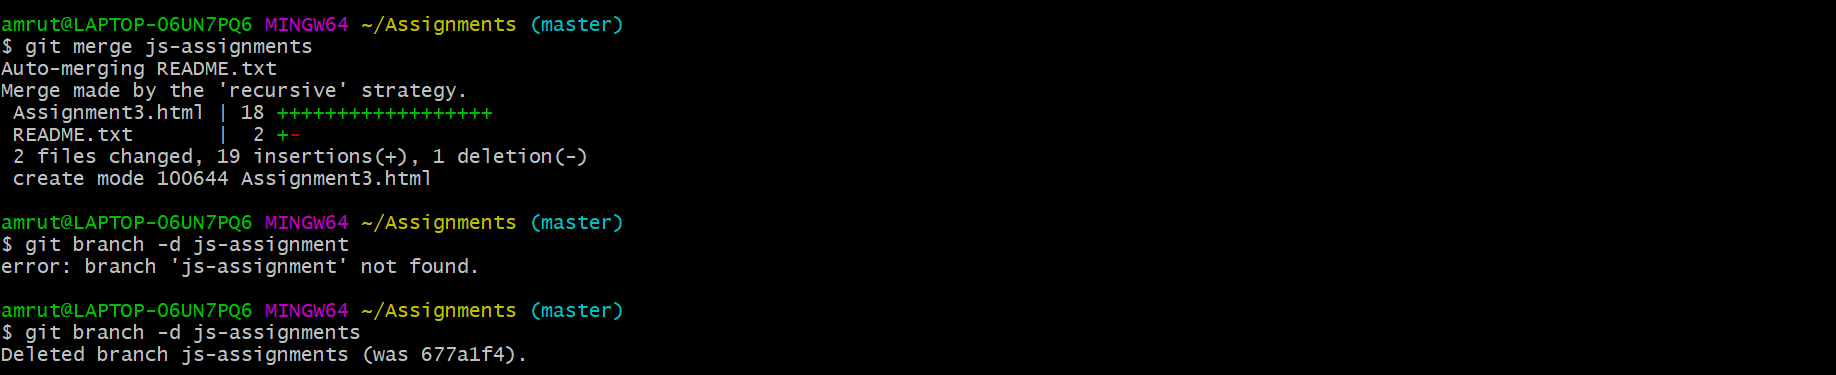 amrut@LAPTOP-O6UN7PQ6 MINGW64 ~/Assignments (master)
$ git merge js-assignments
Auto-merging README.txt
Merge made by the 'recursive' strategy.
 Assignment3.html | 18 ++++++++++++++++++
 README.txt       |  2 +-
 2 files changed, 19 insertions(+), 1 deletion(-)
 create mode 100644 Assignment3.html
amrut@LAPTOP-O6UN7PQ6 MINGW64 ~/Assignments (master)
$ git branch -d js-assignment
error: branch 'js-assignment' not found.
amrut@LAPTOP-O6UN7PQ6 MINGW64 ~/Assignments (master)
$ git branch -d js-assignments
Deleted branch js-assignments (was 677a1f4).